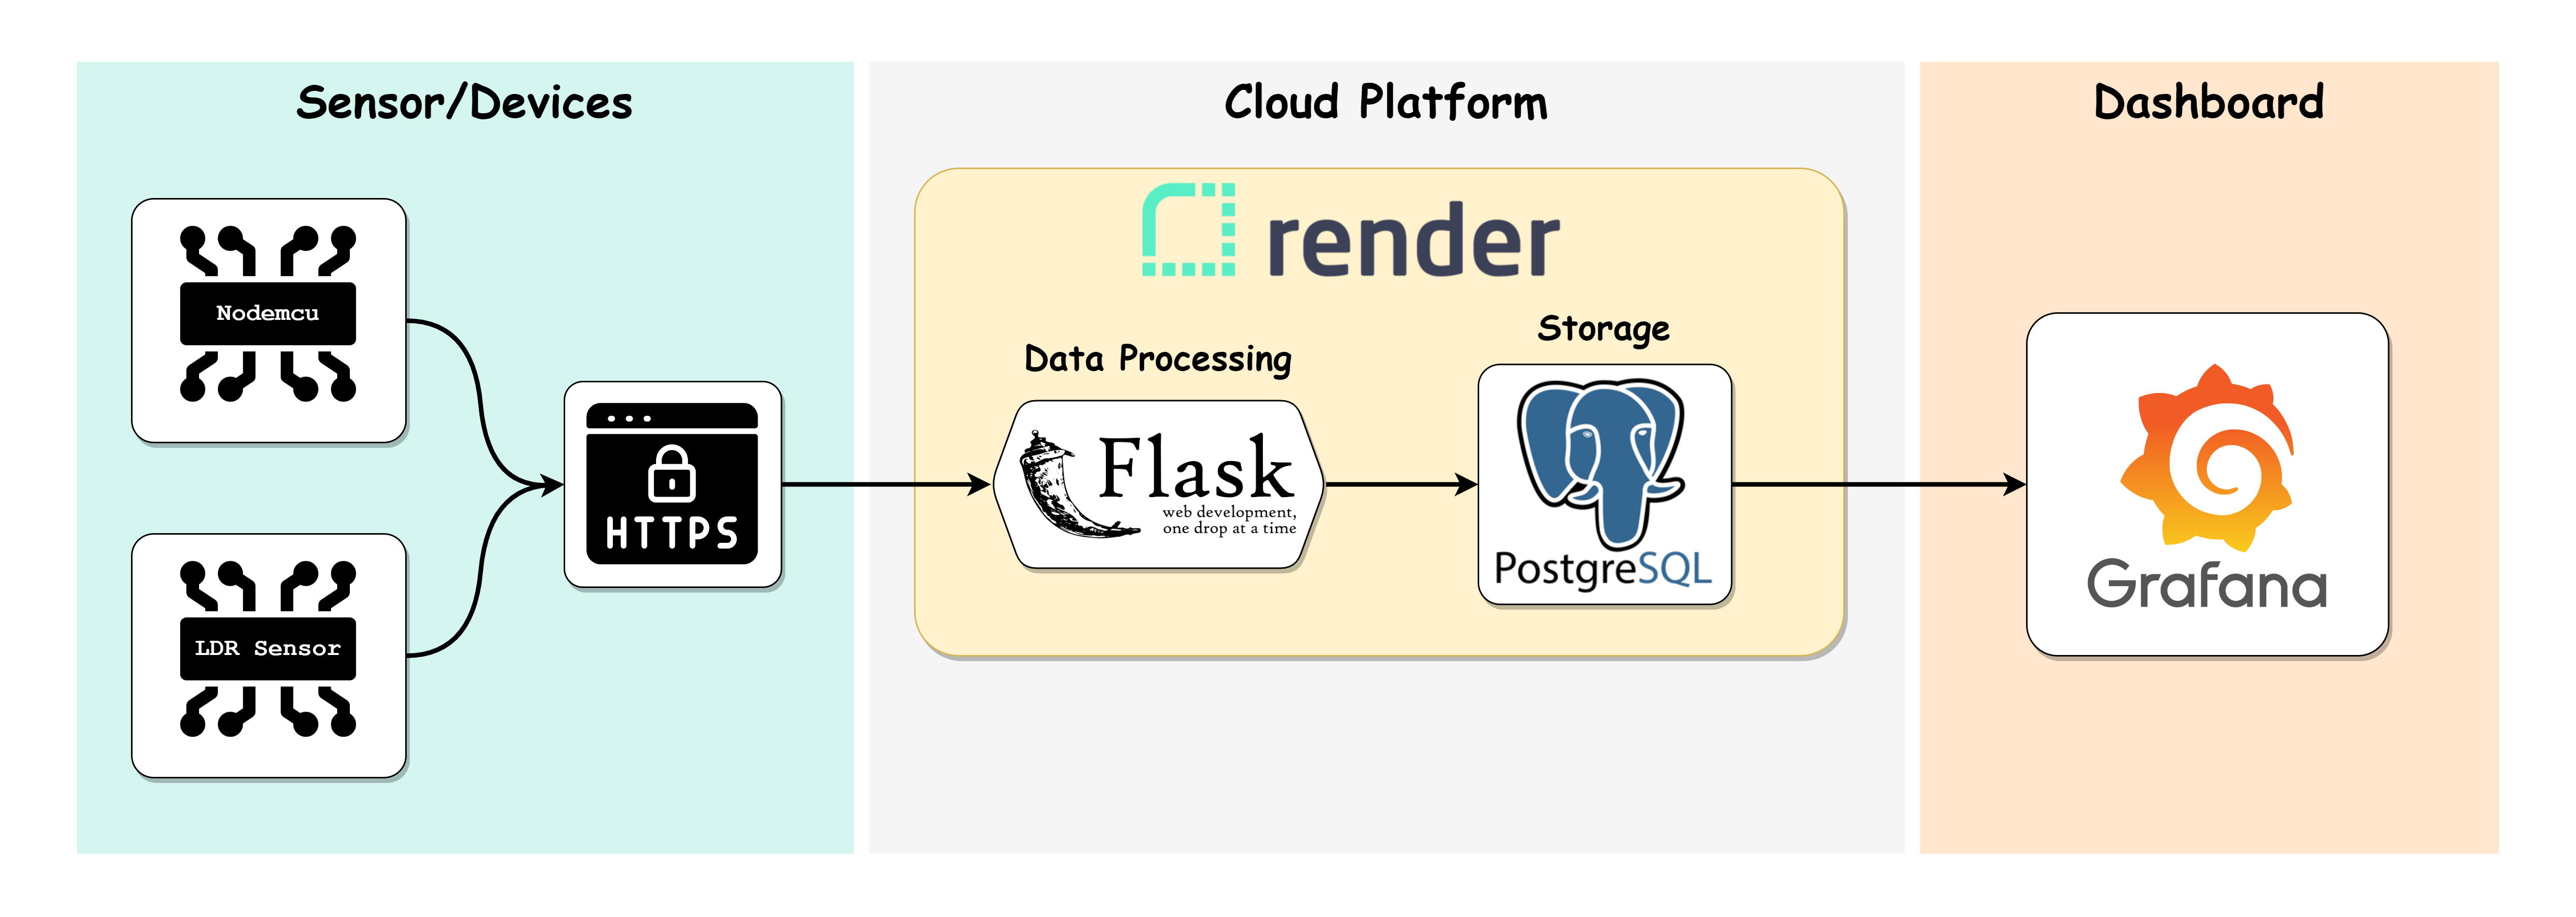 Sensor/Devices
Nodemcu
LDR Sensor
HTTPS
Cloud Platform
render
Data Processing
Flask
web development,
one drop at a time
Storage
PostgreSQL
Dashboard
Grafana